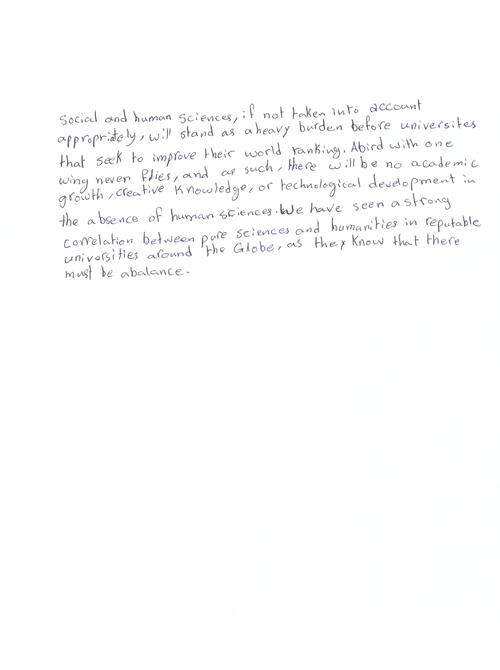 Social and human sciences, if not taken into account
appropriately, will stand as a heavy burden before universites
that seek to improve their world ranking. A bird with one
wing never flies, and as such, there will be no academic
growth, creative knowledge, or technological development in
the absence of human sciences. We have seen a strong
correlation between pure sciences and humanities in reputable
universities around the Globe, as they know that there
must be abalance.